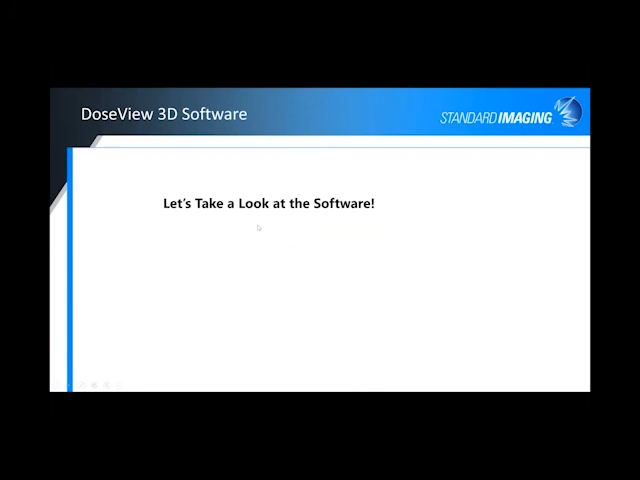 DoseView 3D Software
STANDARD IMAGING
Let's Take a Look at the Software!